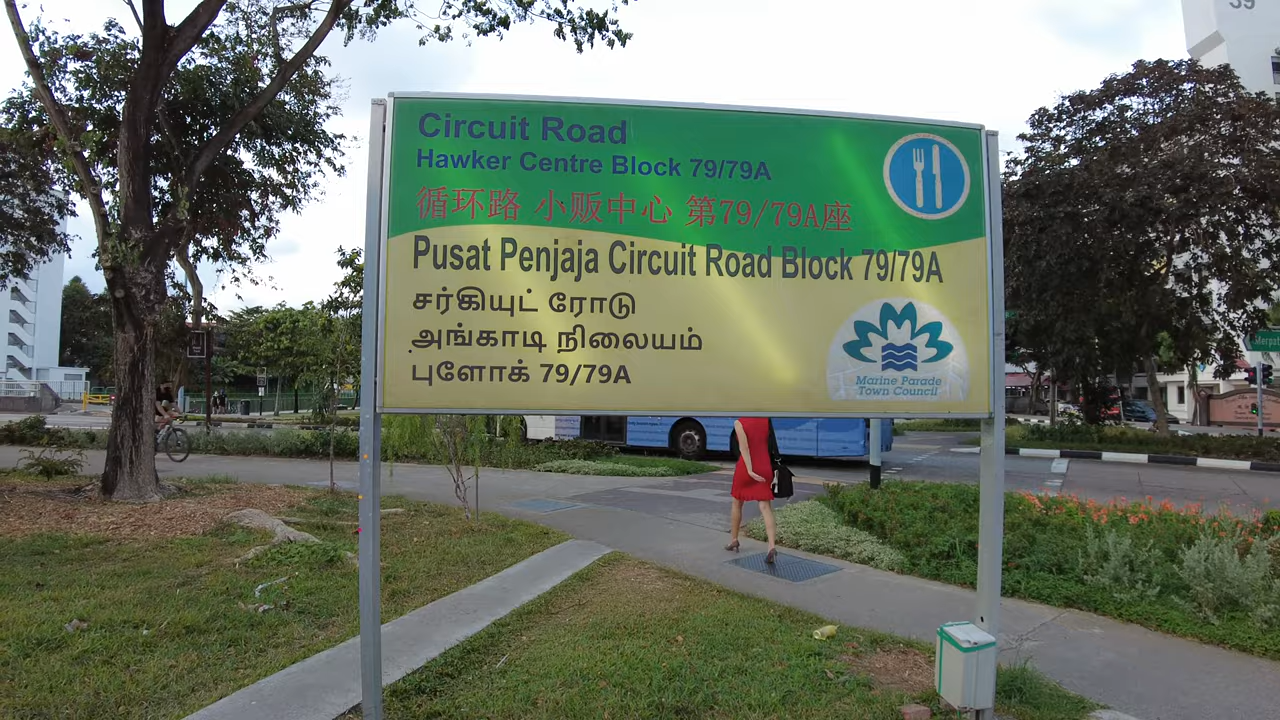 Circuit Road
Hawker Centre Block 79/79A
循环路 小贩中心 第79/79A座
Pusat Penjaja Circuit Road Block 79/79A
சர்கியுட் ரோடு
அங்காடி நிலையம்
புளோக் 79/79A
Marine Parade
Town Council
39